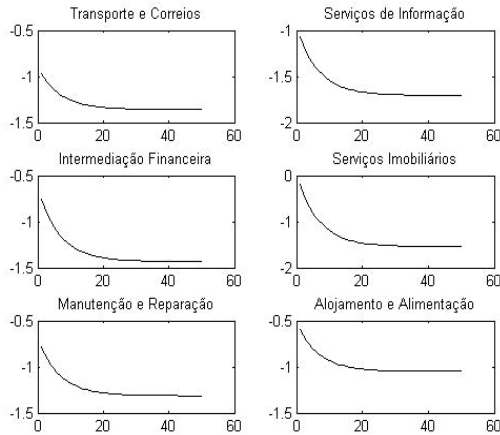 Transporte e Correios
-0.5
-1
-1.5
0 20 40 60
Serviços de Informação
-1
-1.5
-2
0 20 40 60
Intermediação Financeira
-0.5
-1
-1.5
0 20 40 60
Serviços Imobiliários
0
-1
-2
0 20 40 60
Manutenção e Reparação
-0.5
-1
-1.5
0 20 40 60
Alojamento e Alimentação
-0.5
-1
-1.5
0 20 40 60